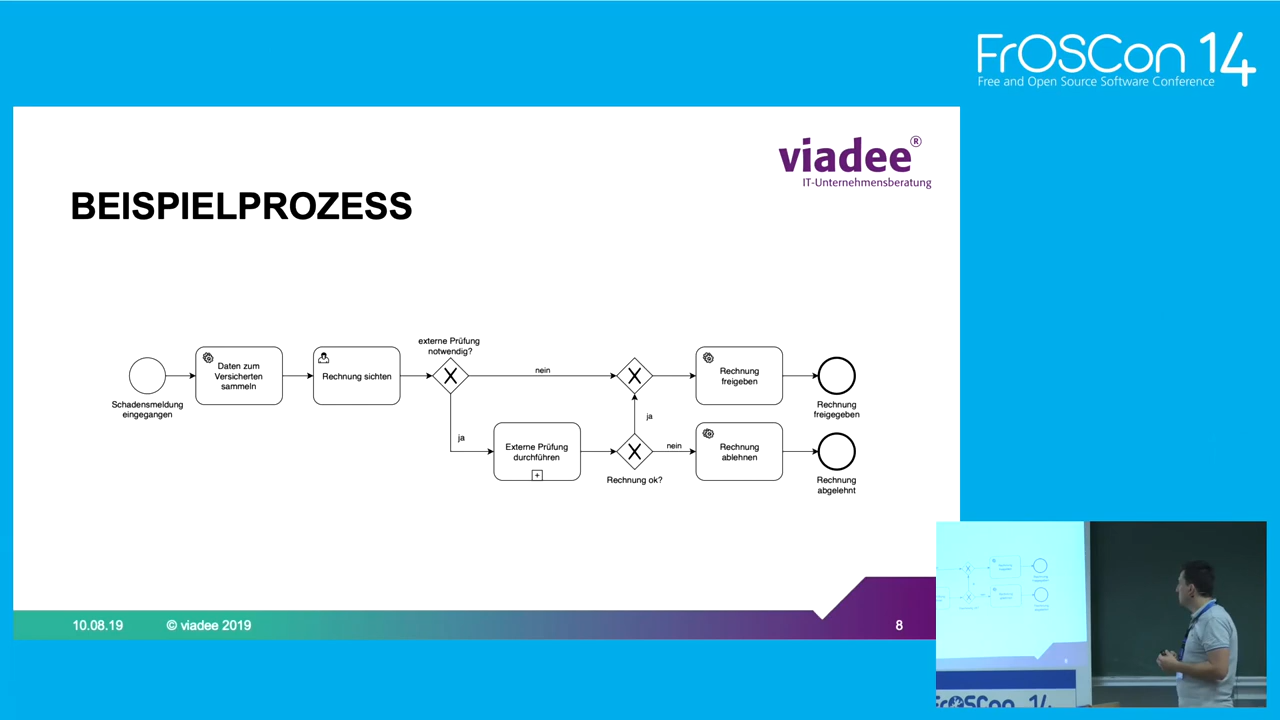 FrOSCon 14
Free and Open Source Software Conference
viadee®
IT-Unternehmensberatung
BEISPIELPROZESS
externe Prüfung
notwendig?
Daten zum
Versicherten
sammeln
Rechnung sichten
nein
Rechnung
freigeben
Schadensmeldung
eingegangen
Rechnung
freigegeben
ja
ja
Externe Prüfung
durchführen
nein
Rechnung
ablehnen
Rechnung ok?
Rechnung
abgelehnt
10.08.19
© viadee 2019
8
FrOSCon 14